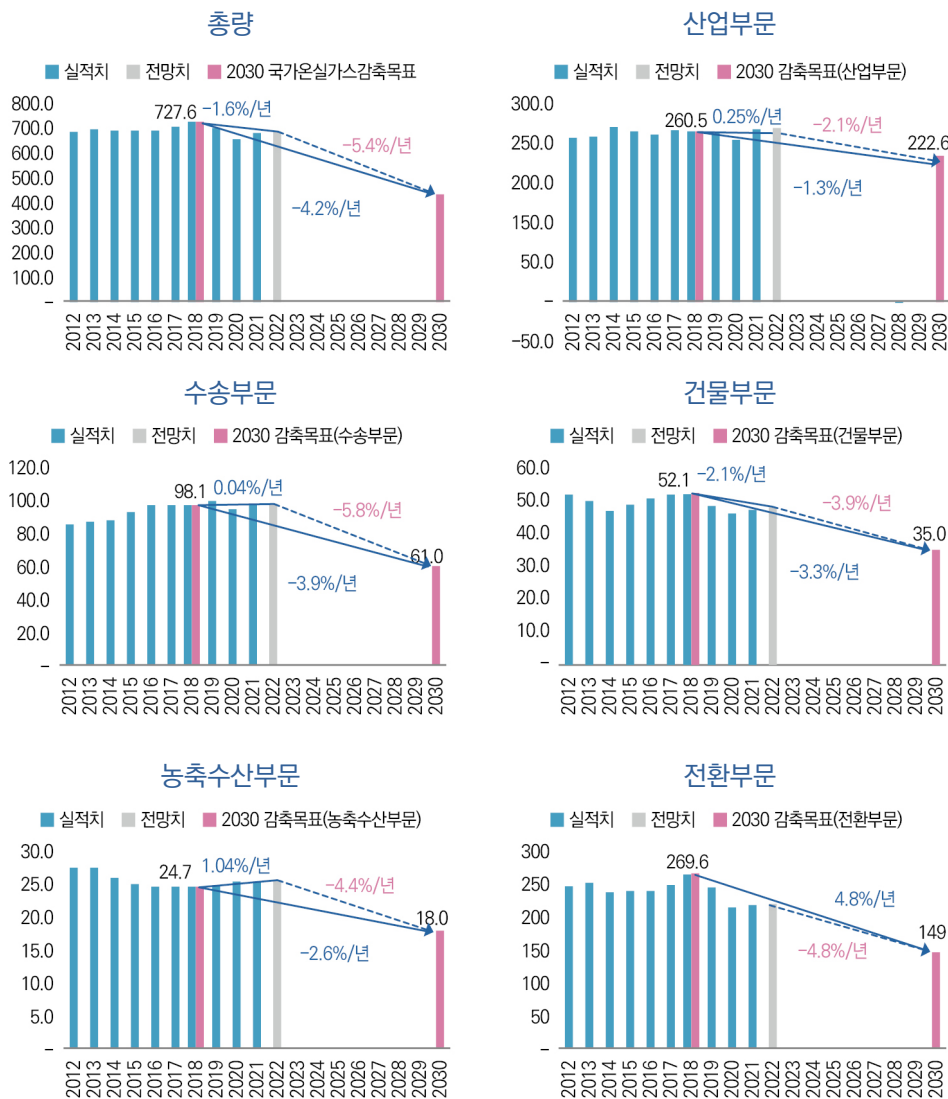 총량
실적치 전망치 2030 국가온실가스감축목표
800.0
700.0
600.0
500.0
400.0
300.0
200.0
100.0
–
727.6
-1.6%/년
-5.4%/년
-4.2%/년
2012 2013 2014 2015 2016 2017 2018 2019 2020 2021 2022 2023 2024 2025 2026 2027 2028 2029 2030
산업부문
실적치 전망치 2030 감축목표(산업부문)
300.0
250.0
200.0
150.0
50.0
–
-50.0
260.5
0.25%/년
-2.1%/년
-1.3%/년
222.6
2012 2013 2014 2015 2016 2017 2018 2019 2020 2021 2022 2023 2024 2025 2026 2027 2028 2029 2030
수송부문
실적치 전망치 2030 감축목표(수송부문)
120.0
100.0
80.0
60.0
40.0
20.0
–
98.1
0.04%/년
-5.8%/년
-3.9%/년
61.0
2012 2013 2014 2015 2016 2017 2018 2019 2020 2021 2022 2023 2024 2025 2026 2027 2028 2029 2030
건물부문
실적치 전망치 2030 감축목표(건물부문)
60.0
50.0
40.0
30.0
20.0
10.0
–
52.1
-2.1%/년
-3.9%/년
-3.3%/년
35.0
2012 2013 2014 2015 2016 2017 2018 2019 2020 2021 2022 2023 2024 2025 2026 2027 2028 2029 2030
농축수산부문
실적치 전망치 2030 감축목표(농축수산부문)
30.0
25.0
20.0
15.0
10.0
5.0
–
24.7
1.04%/년
-4.4%/년
-2.6%/년
18.0
2012 2013 2014 2015 2016 2017 2018 2019 2020 2021 2022 2023 2024 2025 2026 2027 2028 2029 2030
전환부문
실적치 전망치 2030 감축목표(전환부문)
300
250
200
150
100
50
–
269.6
4.8%/년
-4.8%/년
149
2012 2013 2014 2015 2016 2017 2018 2019 2020 2021 2022 2023 2024 2025 2026 2027 2028 2029 2030